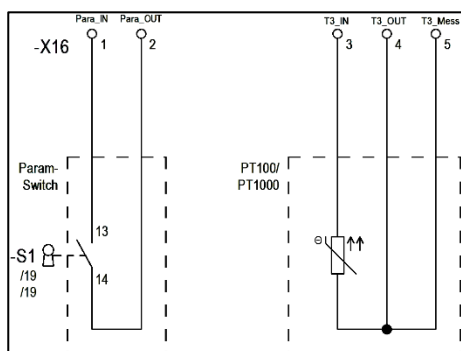 Para_IN Para_OUT T3_IN T3_OUT T3_Mess
-X16 1 2 3 4 5
Param-
Switch
PT100/
PT1000
13
-S1
14
/19
/19
Θ